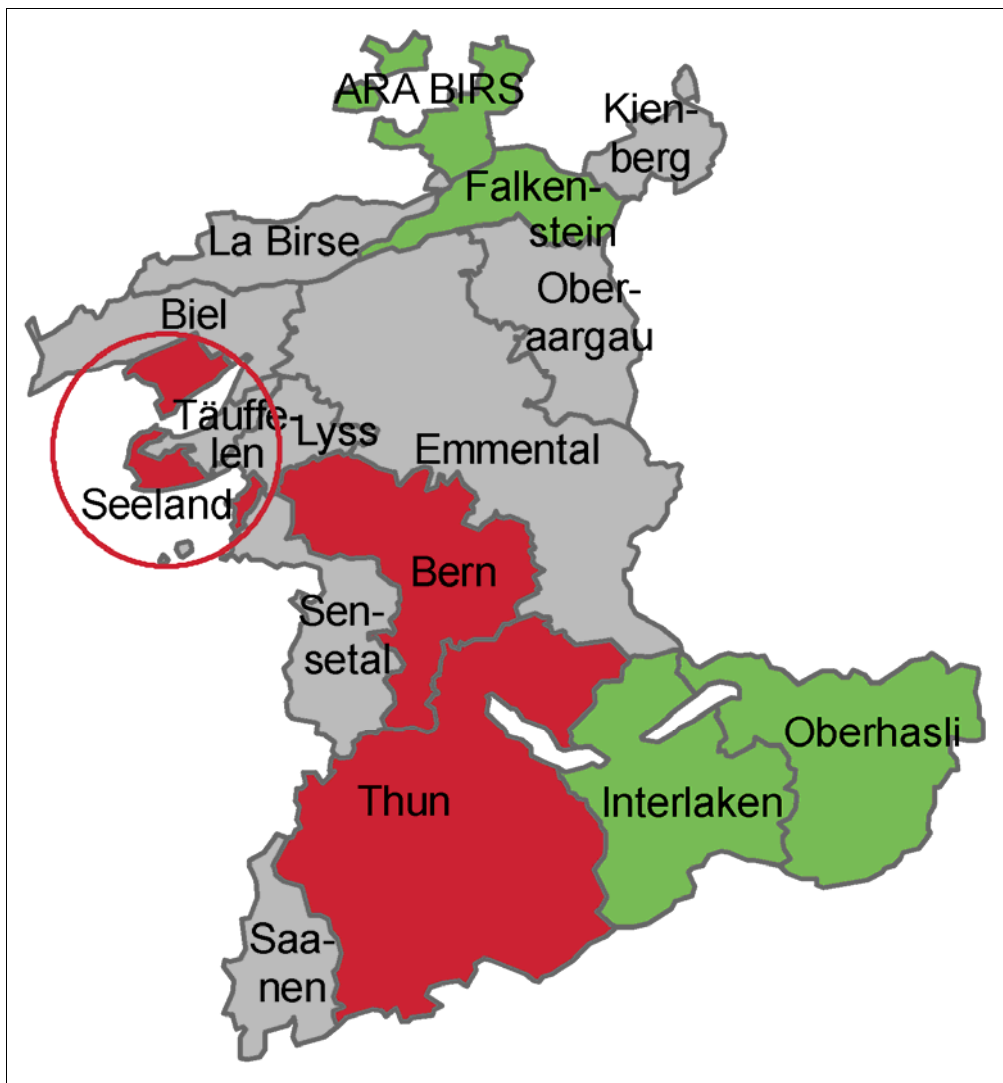 ARA BIRS
Kien-
berg
Falken-
stein
La Birse
Ober-
aargau
Biel
Täuffe-
len
Lyss
Emmental
Seeland
Bern
Sen-
setal
Oberhasli
Thun
Interlaken
Saa-
nen